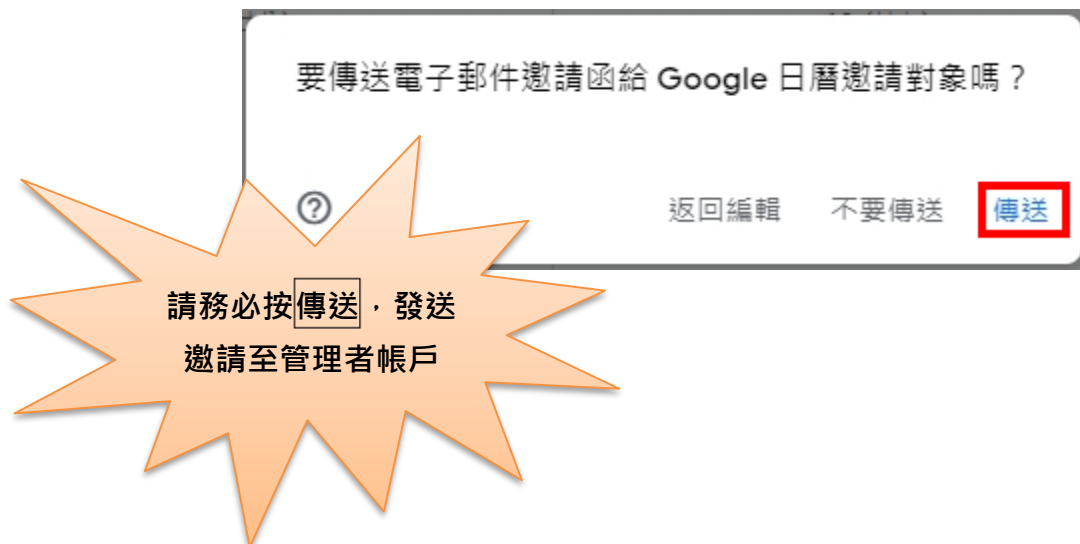 要傳送電子郵件邀請函給 Google 日曆邀請對象嗎？
返回編輯 不要傳送 傳送
請務必按傳送，發送
邀請至管理者帳戶